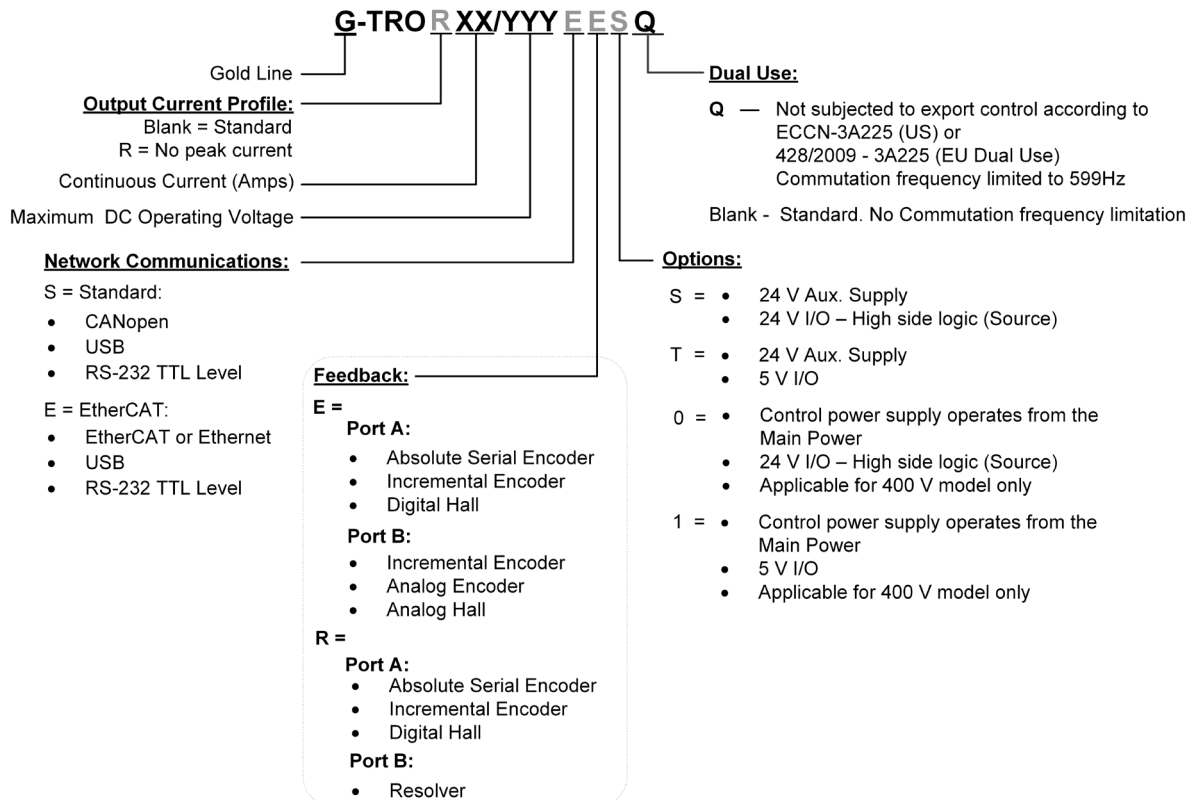 G-TROR XX/YYY E E S Q
Gold Line
Output Current Profile:
Blank = Standard
R = No peak current
Continuous Current (Amps)
Maximum DC Operating Voltage
Network Communications:
S = Standard:
• CANopen
• USB
• RS-232 TTL Level
E = EtherCAT:
• EtherCAT or Ethernet
• USB
• RS-232 TTL Level
Feedback:
E =
Port A:
• Absolute Serial Encoder
• Incremental Encoder
• Digital Hall
Port B:
• Incremental Encoder
• Analog Encoder
• Analog Hall
R =
Port A:
• Absolute Serial Encoder
• Incremental Encoder
• Digital Hall
Port B:
• Resolver
Dual Use:
Q — Not subjected to export control according to
ECCN-3A225 (US) or
428/2009 - 3A225 (EU Dual Use)
Commutation frequency limited to 599Hz
Blank - Standard. No Commutation frequency limitation
Options:
S = • 24 V Aux. Supply
• 24 V I/O – High side logic (Source)
T = • 24 V Aux. Supply
• 5 V I/O
0 = • Control power supply operates from the
Main Power
• 24 V I/O – High side logic (Source)
• Applicable for 400 V model only
1 = • Control power supply operates from the
Main Power
• 5 V I/O
• Applicable for 400 V model only